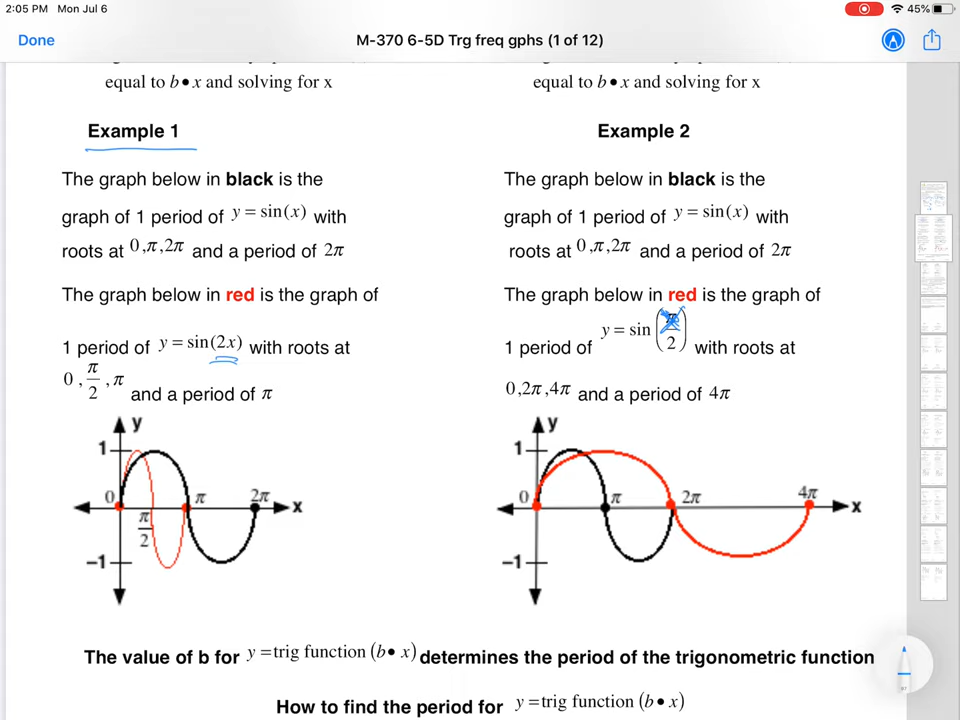 2:05 PM Mon Jul 6
45%
Done
M-370 6-5D Trg freq gphs (1 of 12)
equal to b • x and solving for x
equal to b • x and solving for x
Example 1
The graph below in black is the
graph of 1 period of y = sin(x) with
roots at 0, π, 2π and a period of 2π
The graph below in red is the graph of
1 period of y = sin(2x) with roots at
0, π/2, π and a period of π
y
1
0
π
2π
x
π/2
−1
Example 2
The graph below in black is the
graph of 1 period of y = sin(x) with
roots at 0, π, 2π and a period of 2π
The graph below in red is the graph of
1 period of y = sin(x/2) with roots at
0, 2π, 4π and a period of 4π
y
1
0
π
2π
4π
x
−1
The value of b for y = trig function (b • x) determines the period of the trigonometric function
How to find the period for y = trig function (b • x)